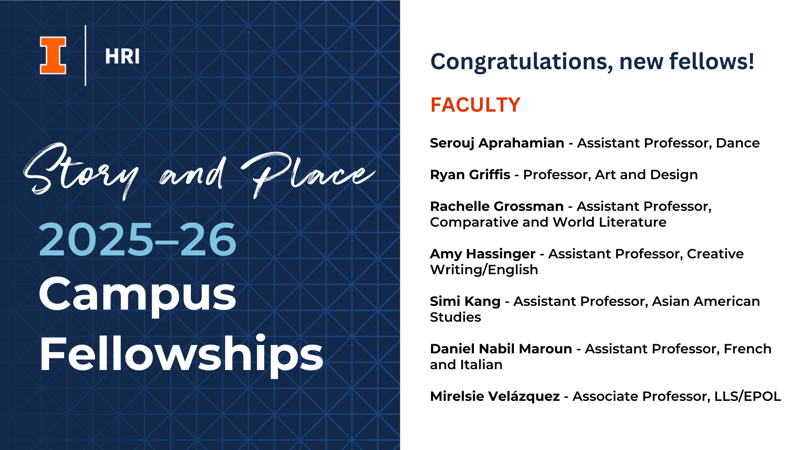 HRI
Story and Place
2025–26
Campus
Fellowships
Congratulations, new fellows!
FACULTY
Serouj Aprahamian - Assistant Professor, Dance
Ryan Griffis - Professor, Art and Design
Rachelle Grossman - Assistant Professor,
Comparative and World Literature
Amy Hassinger - Assistant Professor, Creative
Writing/English
Simi Kang - Assistant Professor, Asian American
Studies
Daniel Nabil Maroun - Assistant Professor, French
and Italian
Mirelsie Velázquez - Associate Professor, LLS/EPOL